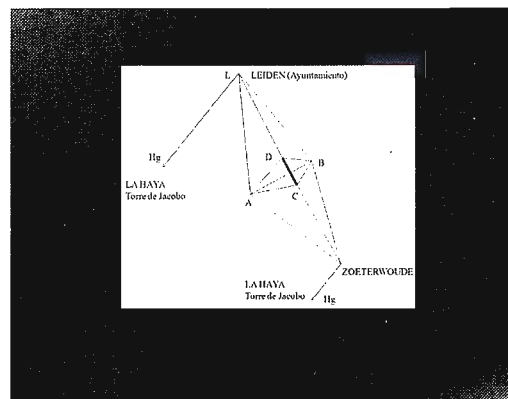 L LEIDEN (Ayuntamiento)
Hg
D B
LA HAYA
Torre de Jacobo
A C
ZOETERWOUDE
LA HAYA
Torre de Jacobo Hg